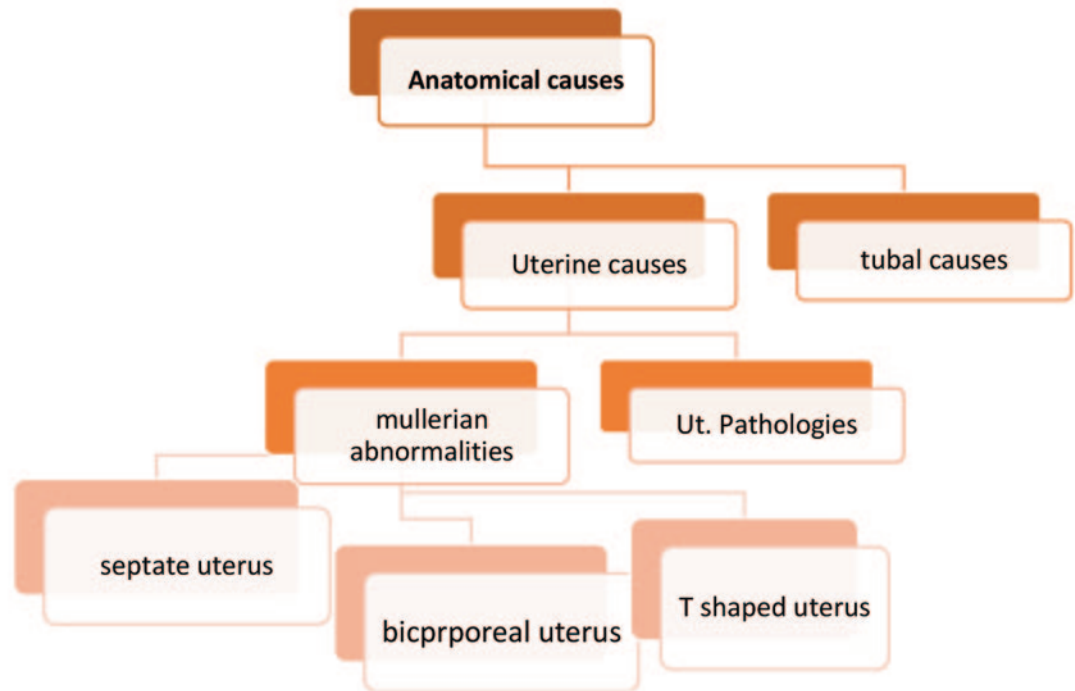 Anatomical causes
Uterine causes
tubal causes
mullerian
abnormalities
Ut. Pathologies
septate uterus
bicprporeal uterus
T shaped uterus